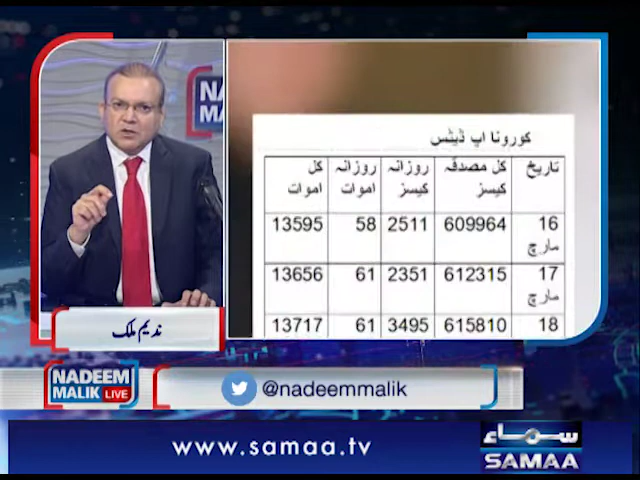 NADEEM
MALIK
کورونا اپ ڈیٹس
تاریخ کل مصدقہ کیسز روزانہ کیسز روزانہ اموات کل اموات
16 مارچ 609964 2511 58 13595
17 مارچ 612315 2351 61 13656
18 615810 3495 61 13717
ندیم ملک
NADEEM
MALIK LIVE
@nadeemmalik
www.samaa.tv
سماء
SAMAA